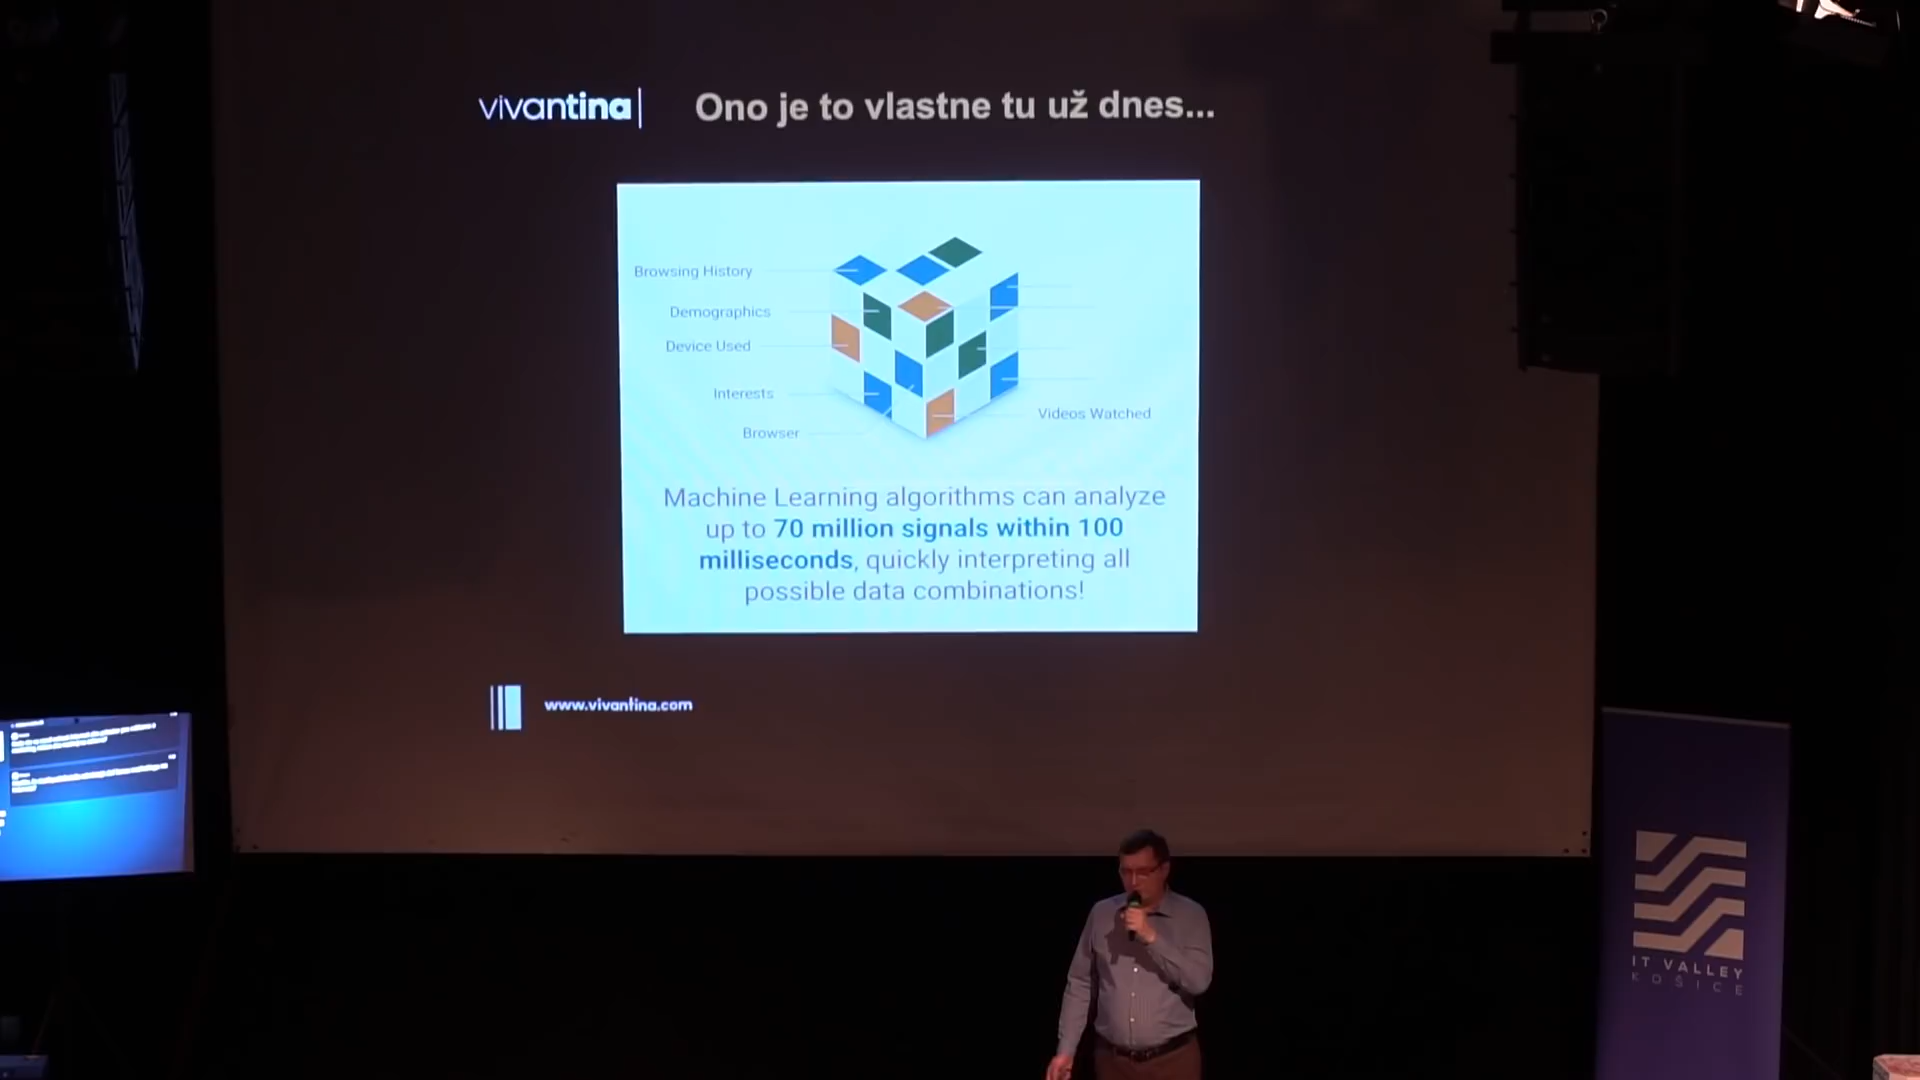 vivantina
Ono je to vlastne tu už dnes...
Browsing History
Demographics
Device Used
Interests
Browser
Videos Watched
Machine Learning algorithms can analyze
up to 70 million signals within 100
milliseconds, quickly interpreting all
possible data combinations!
www.vivantina.com
IT VALLEY
KOŠICE